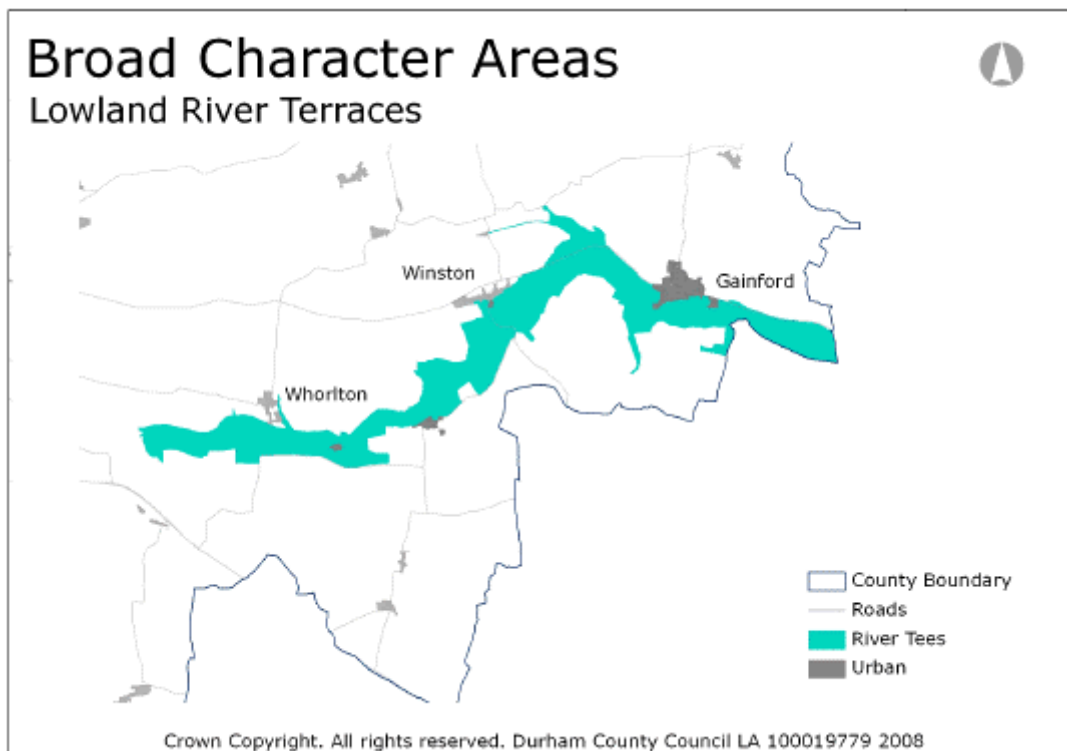 Broad Character Areas
Lowland River Terraces
Winston
Gainford
Whorlton
County Boundary
Roads
River Tees
Urban
Crown Copyright. All rights reserved. Durham County Council LA 100019779 2008